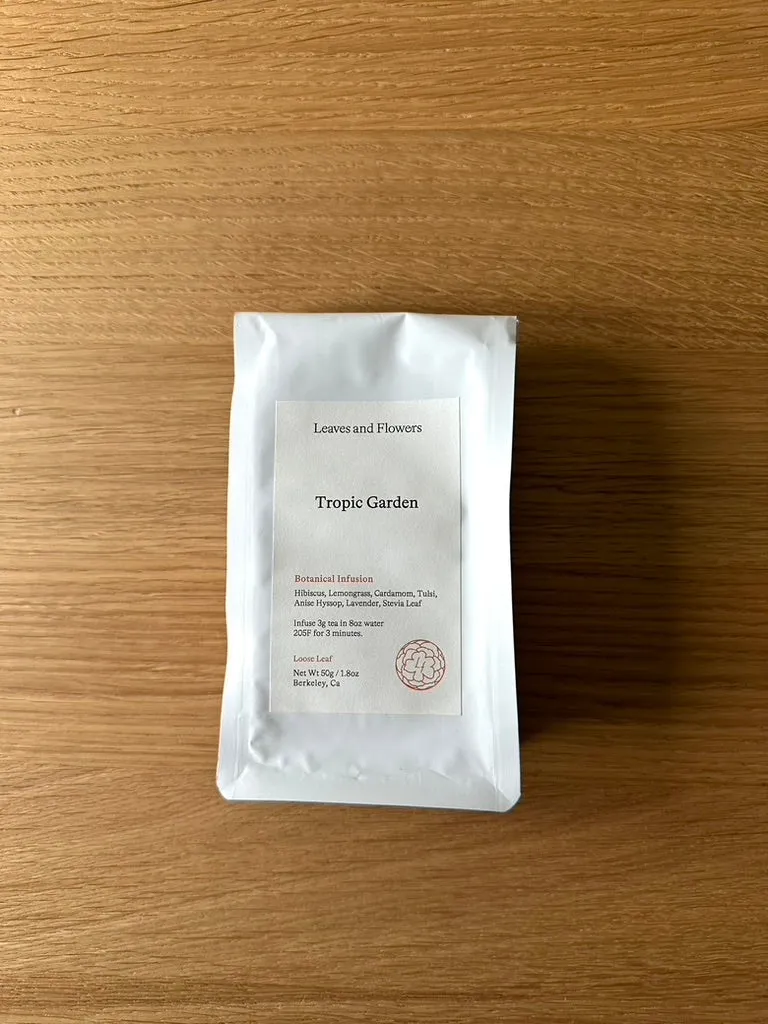 Leaves and Flowers
Tropic Garden
Botanical Infusion
Hibiscus, Lemongrass, Cardamom, Tulsi,
Anise Hyssop, Lavender, Stevia Leaf
Infuse 3g tea in 8oz water
205F for 3 minutes.
Loose Leaf
Net Wt 50g / 1.8oz
Berkeley, Ca